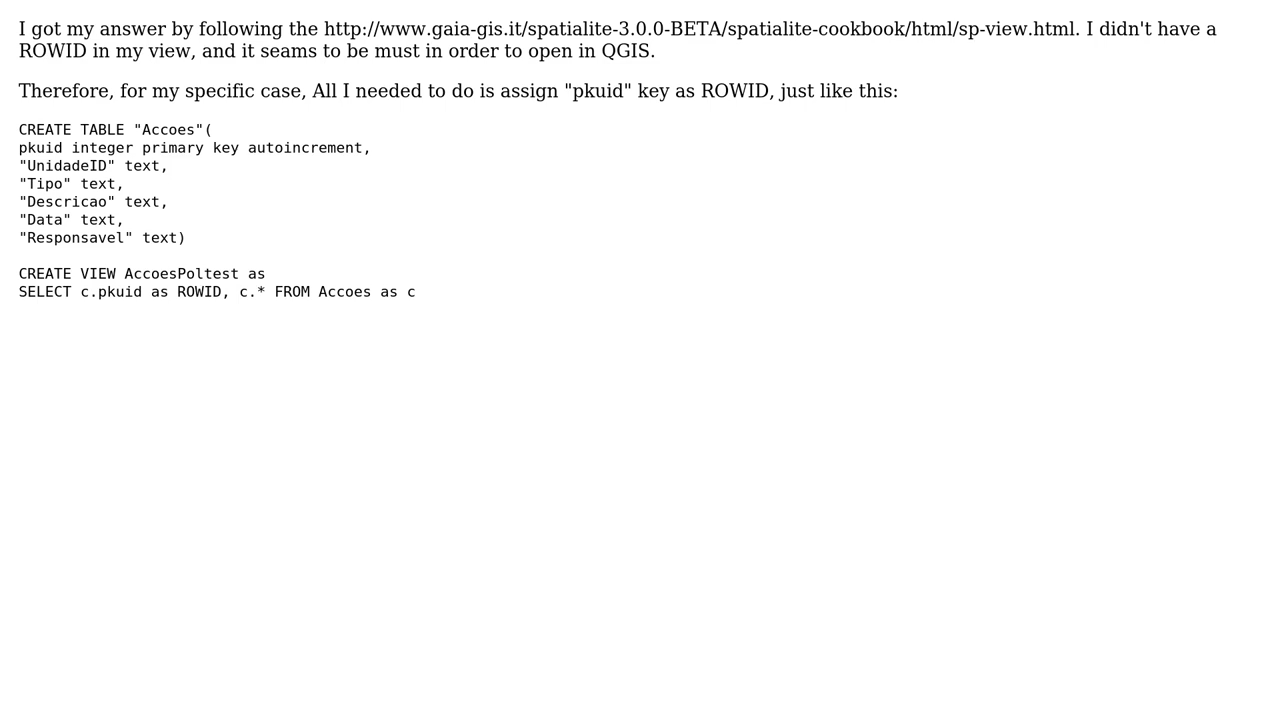 I got my answer by following the http://www.gaia-gis.it/spatialite-3.0.0-BETA/spatialite-cookbook/html/sp-view.html. I didn't have a
ROWID in my view, and it seams to be must in order to open in QGIS.
Therefore, for my specific case, All I needed to do is assign "pkuid" key as ROWID, just like this:
CREATE TABLE "Accoes"(
pkuid integer primary key autoincrement,
"UnidadeID" text,
"Tipo" text,
"Descricao" text,
"Data" text,
"Responsavel" text)
CREATE VIEW AccoesPoltest as
SELECT c.pkuid as ROWID, c.* FROM Accoes as c